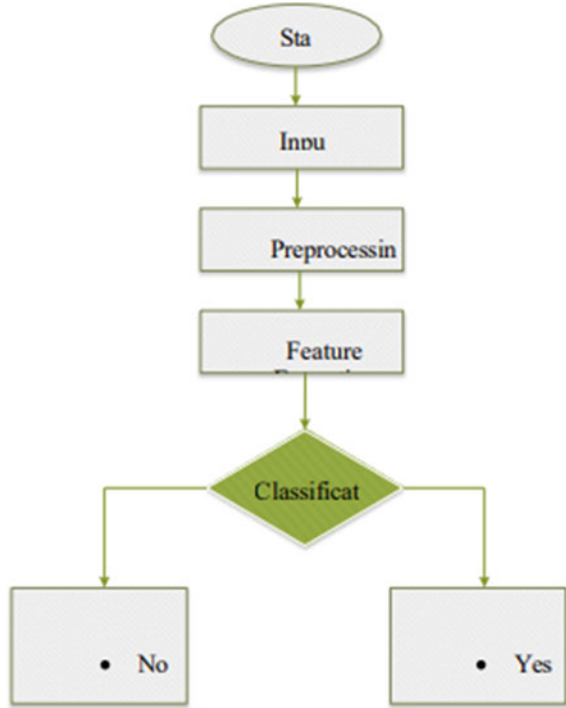 Sta
Inpu
Preprocessin
Feature
Classificat
• No
• Yes